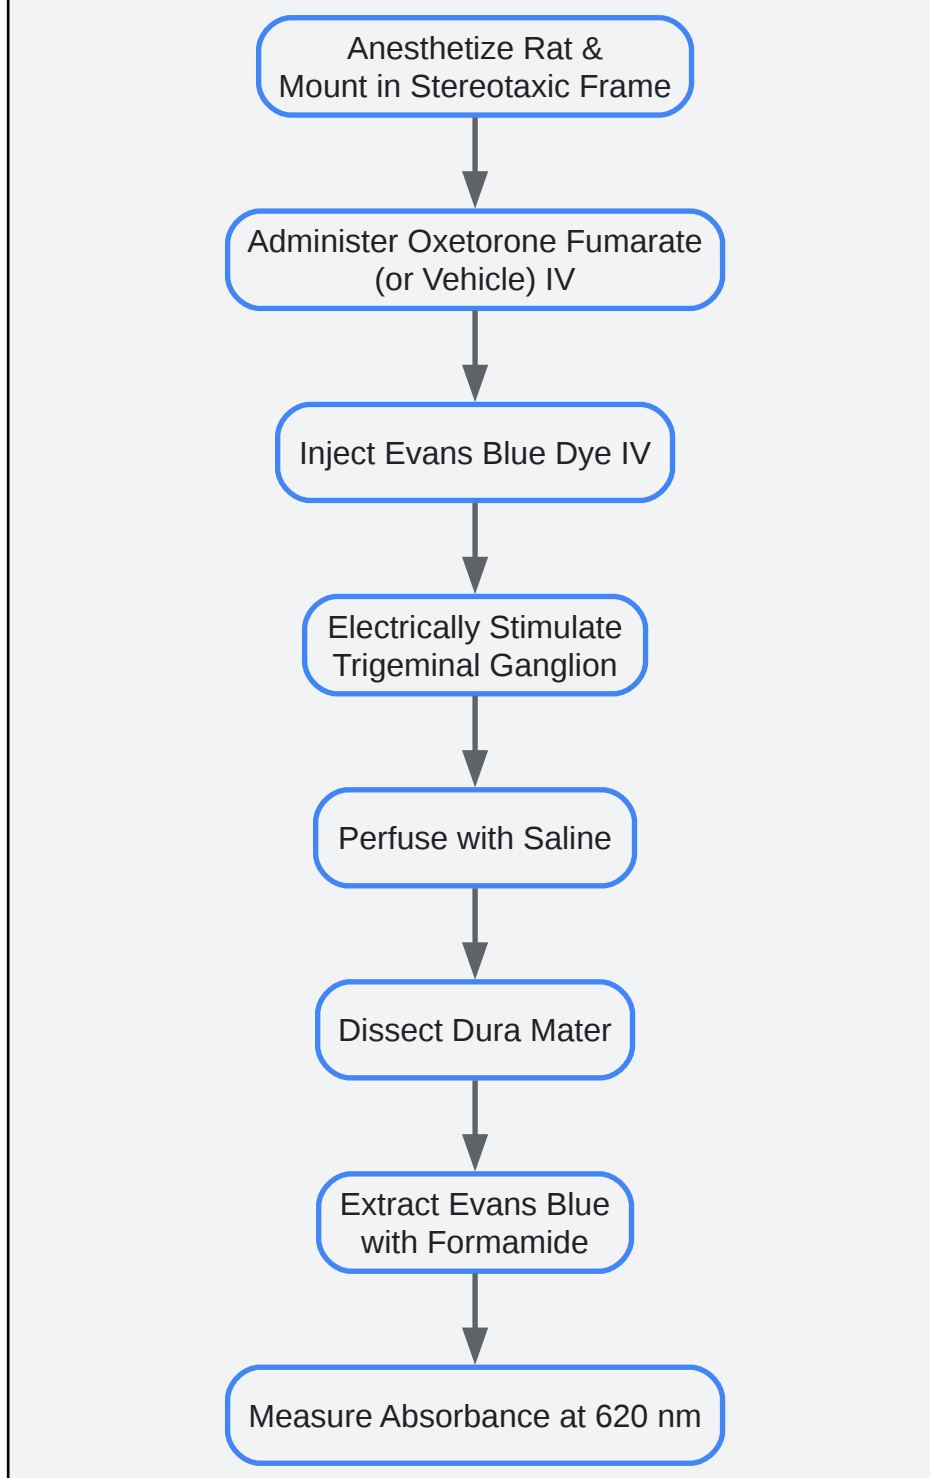 Anesthetize Rat &
Mount in Stereotaxic Frame
Administer Oxetorone Fumarate
(or Vehicle) IV
Inject Evans Blue Dye IV
Electrically Stimulate
Trigeminal Ganglion
Perfuse with Saline
Dissect Dura Mater
Extract Evans Blue
with Formamide
Measure Absorbance at 620 nm